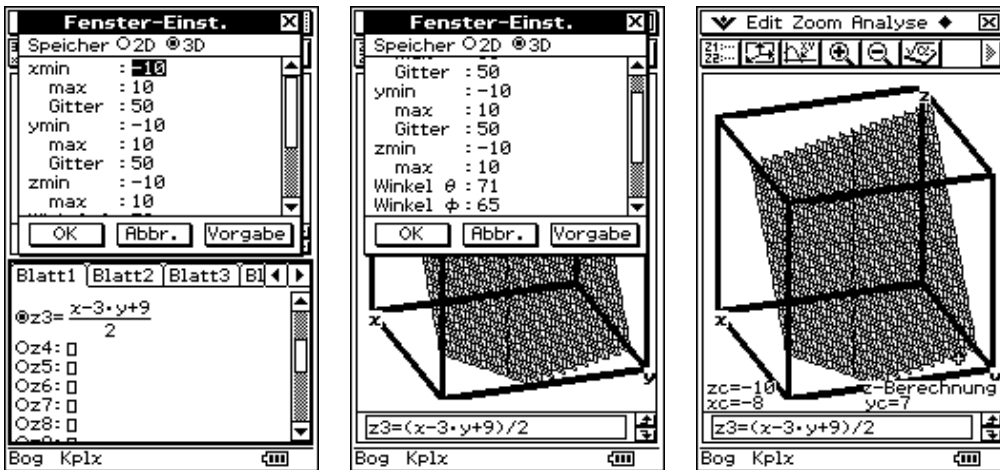 Fenster-Einst.
Speicher 2D 3D
xmin :-10
max :10
Gitter :50
ymin :-10
max :10
Gitter :50
zmin :-10
max :10
OK Abbr. Vorgabe
Blatt1 Blatt2 Blatt3 Bl
z3= x-3·y+9
2
z4:
z5:
z6:
z7:
z8:
Bog Kplx
Fenster-Einst.
Speicher 2D 3D
Gitter :50
ymin :-10
max :10
Gitter :50
zmin :-10
max :10
Winkel θ :71
Winkel ϕ :65
OK Abbr. Vorgabe
x
y
z3=(x-3·y+9)/2
Bog Kplx
Edit Zoom Analyse
z
x
y
zc=-10 z-Berechnung
xc=-8 yc=7
z3=(x-3·y+9)/2
Bog Kplx